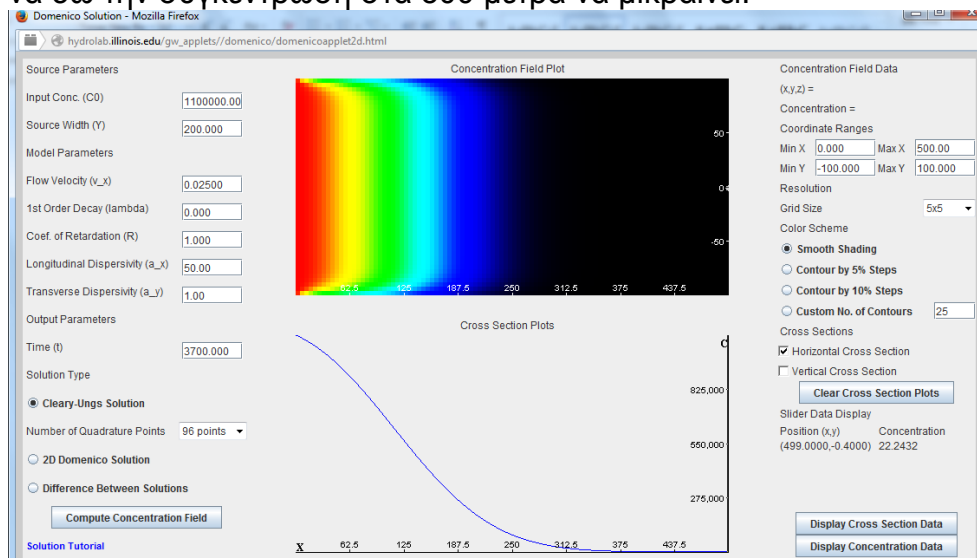 να δω την συγκέντρωση στα 500 μέτρα να μικραίνει.
Domenico Solution - Mozilla Firefox
hydrolab.illinois.edu/gw_applets//domenico/domenicoapplet2d.html
Source Parameters
Input Conc. (C0) 1100000.00
Source Width (Y) 200.000
Model Parameters
Flow Velocity (v_x) 0.02500
1st Order Decay (lambda) 0.000
Coef. of Retardation (R) 1.000
Longitudinal Dispersivity (a_x) 50.00
Transverse Dispersivity (a_y) 1.00
Output Parameters
Time (t) 3700.000
Solution Type
Cleary-Ungs Solution
Number of Quadrature Points 96 points
2D Domenico Solution
Difference Between Solutions
Compute Concentration Field
Solution Tutorial
Concentration Field Plot
50
0
-50
62.5 125 187.5 250 312.5 375 437.5
Cross Section Plots
c
825,000
550,000
275,000
x 62.5 125 187.5 250 312.5 375 437.5
Concentration Field Data
(x,y,z) =
Concentration =
Coordinate Ranges
Min X 0.000 Max X 500.00
Min Y -100.000 Max Y 100.000
Resolution
Grid Size 5x5
Color Scheme
Smooth Shading
Contour by 5% Steps
Contour by 10% Steps
Custom No. of Contours 25
Cross Sections
Horizontal Cross Section
Vertical Cross Section
Clear Cross Section Plots
Slider Data Display
Position (x,y) Concentration
(499.0000,-0.4000) 22.2432
Display Cross Section Data
Display Concentration Data